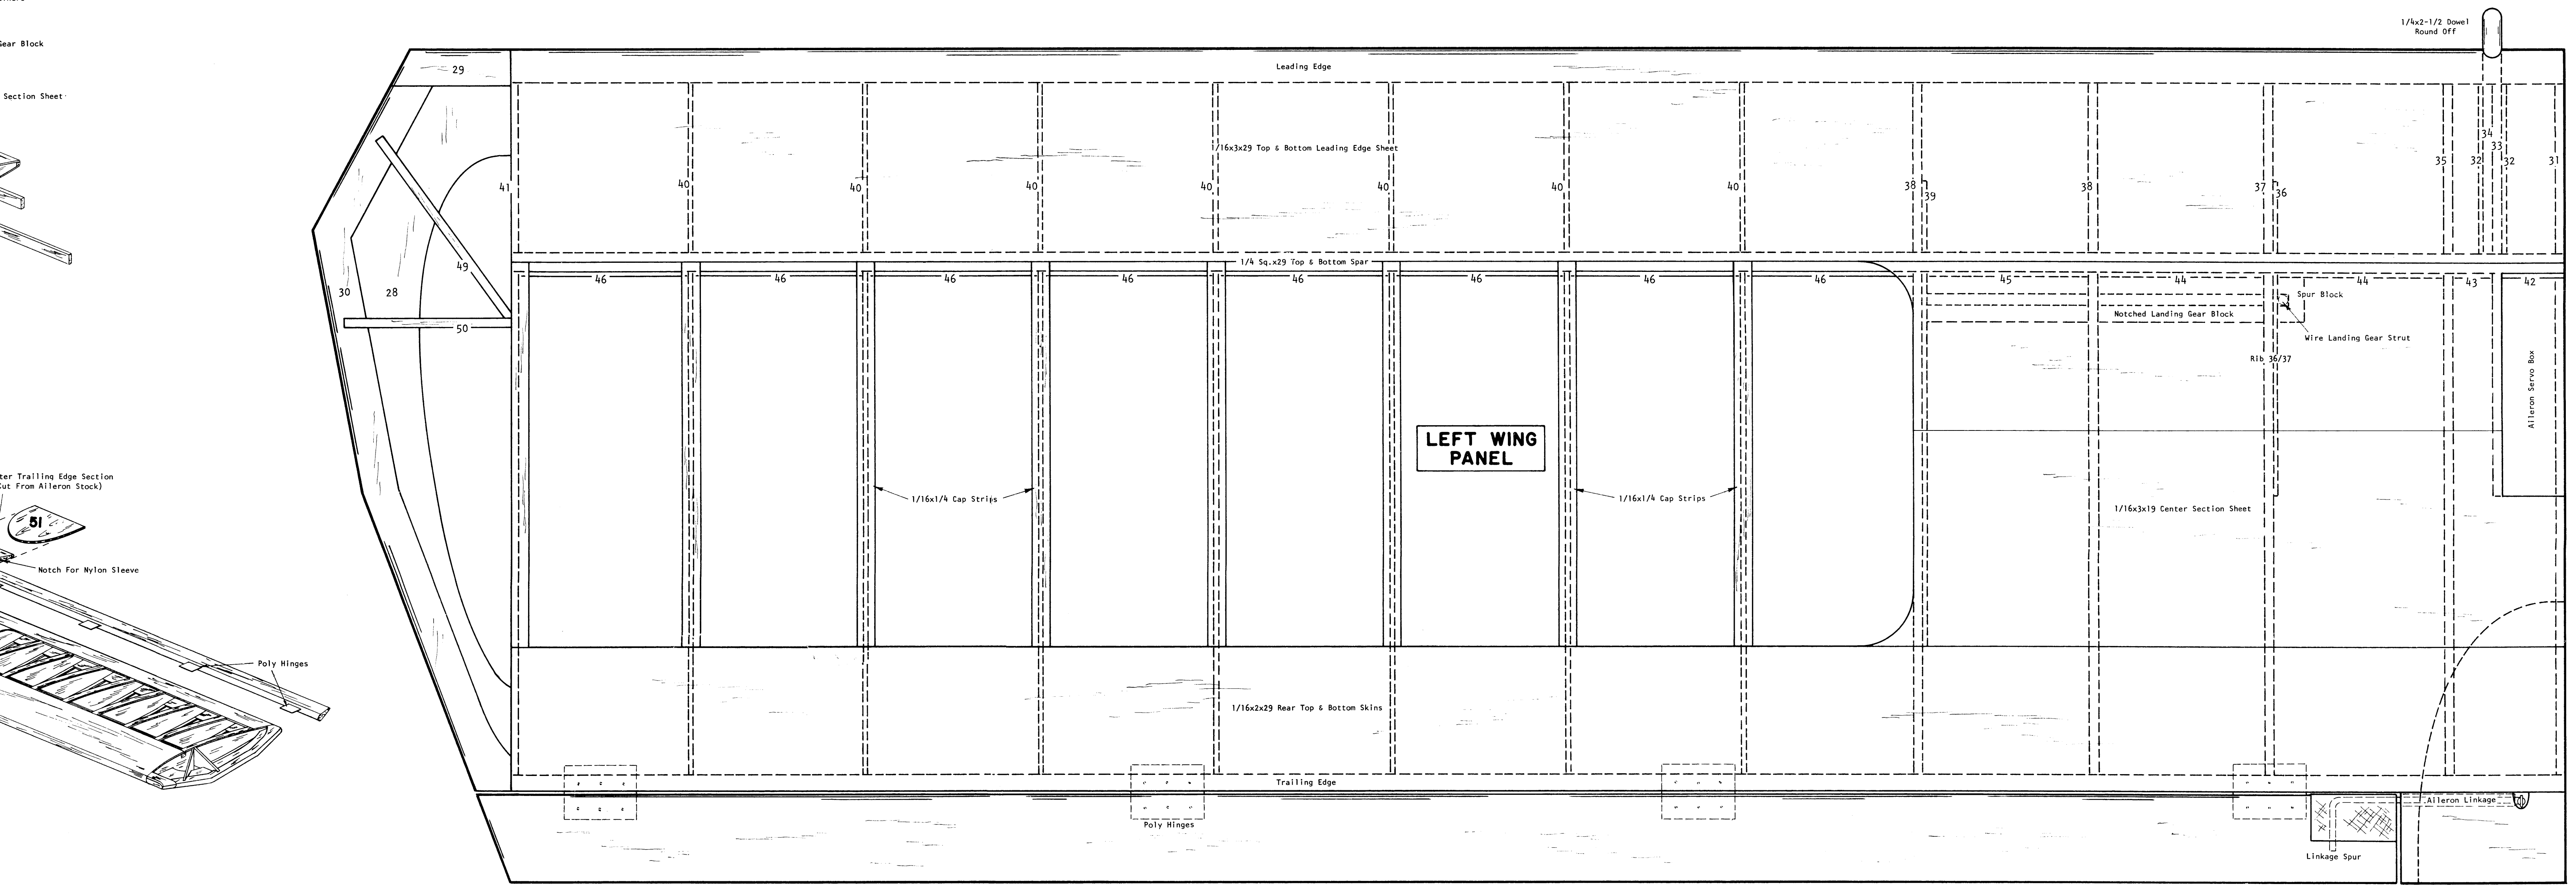 Gear Block
Section Sheet
ter Trailing Edge Section
Cut From Aileron Stock)
51
Notch For Nylon Sleeve
Poly Hinges
1/4x2-1/2 Dowel
Round Off
29
Leading Edge
1/16x3x29 Top & Bottom Leading Edge Sheet
34
33
35
32
32
31
41
40
40
40
40
40
40
40
38
39
38
37
36
49
1/4 Sq.x29 Top & Bottom Spar
46
46
46
46
46
46
46
46
45
44
44
43
42
30
28
50
Spur Block
Notched Landing Gear Block
Wire Landing Gear Strut
Rib 36/37
Aileron Servo Box
LEFT WING
PANEL
1/16x1/4 Cap Strips
1/16x1/4 Cap Strips
1/16x3x19 Center Section Sheet
1/16x2x29 Rear Top & Bottom Skins
Trailing Edge
Aileron Linkage
Poly Hinges
Linkage Spur